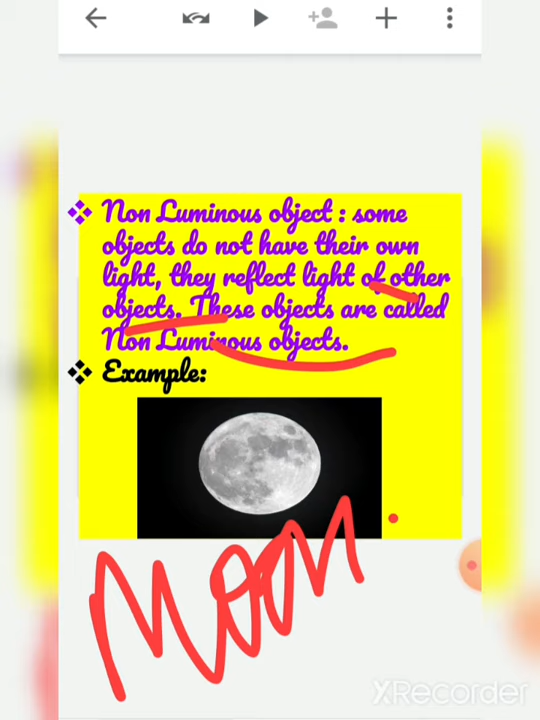 Non Luminous object : some
objects do not have their own
light, they reflect light of other
objects. These objects are called
Non Luminous objects.
Example:
Moon
XRecorder